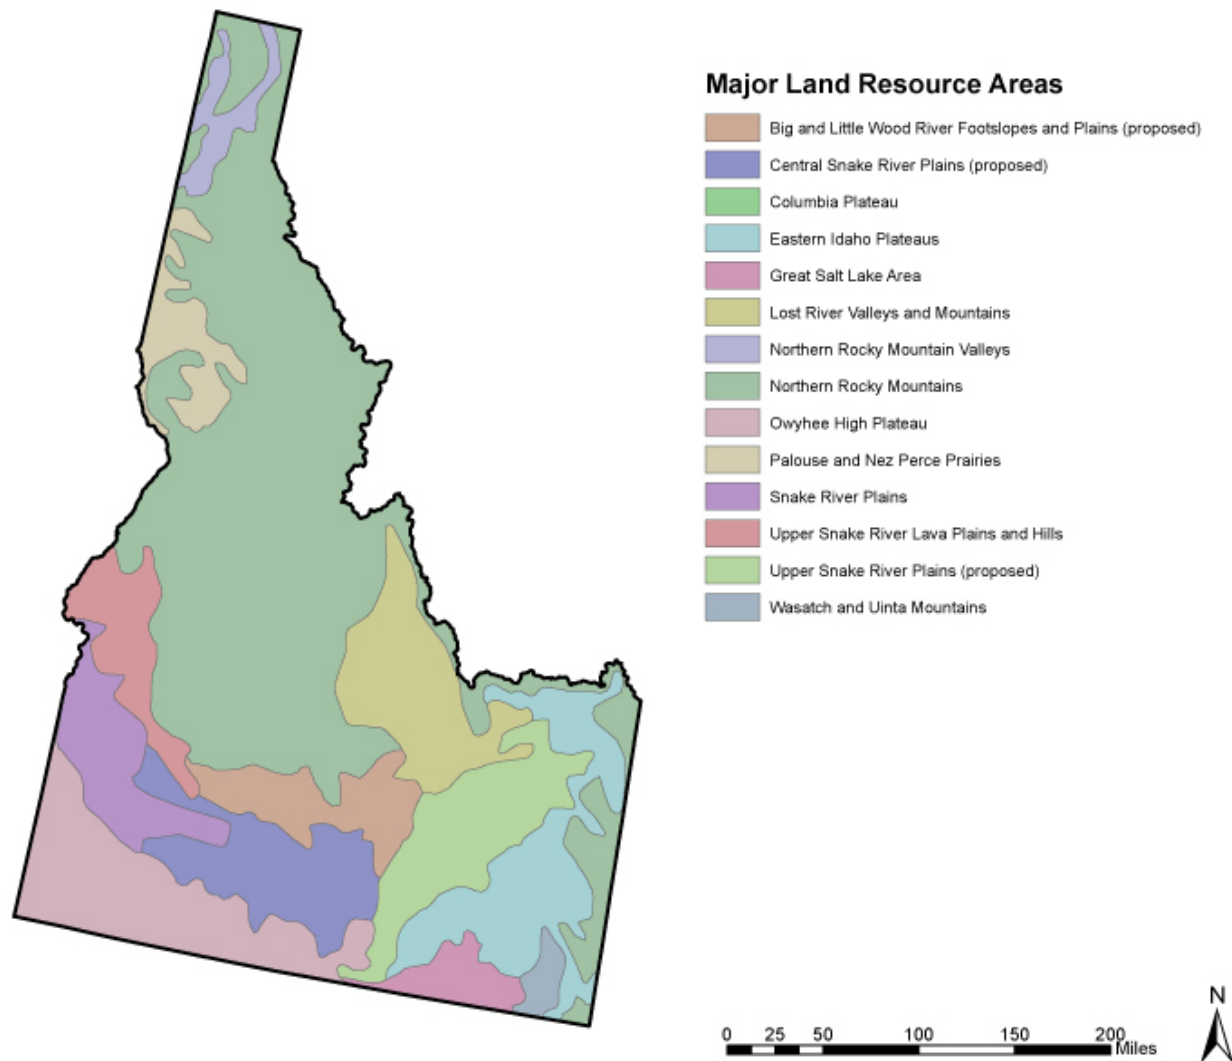 Major Land Resource Areas
Big and Little Wood River Footslopes and Plains (proposed)
Central Snake River Plains (proposed)
Columbia Plateau
Eastern Idaho Plateaus
Great Salt Lake Area
Lost River Valleys and Mountains
Northern Rocky Mountain Valleys
Northern Rocky Mountains
Owyhee High Plateau
Palouse and Nez Perce Prairies
Snake River Plains
Upper Snake River Lava Plains and Hills
Upper Snake River Plains (proposed)
Wasatch and Uinta Mountains
N
0 25 50 100 150 200
Miles